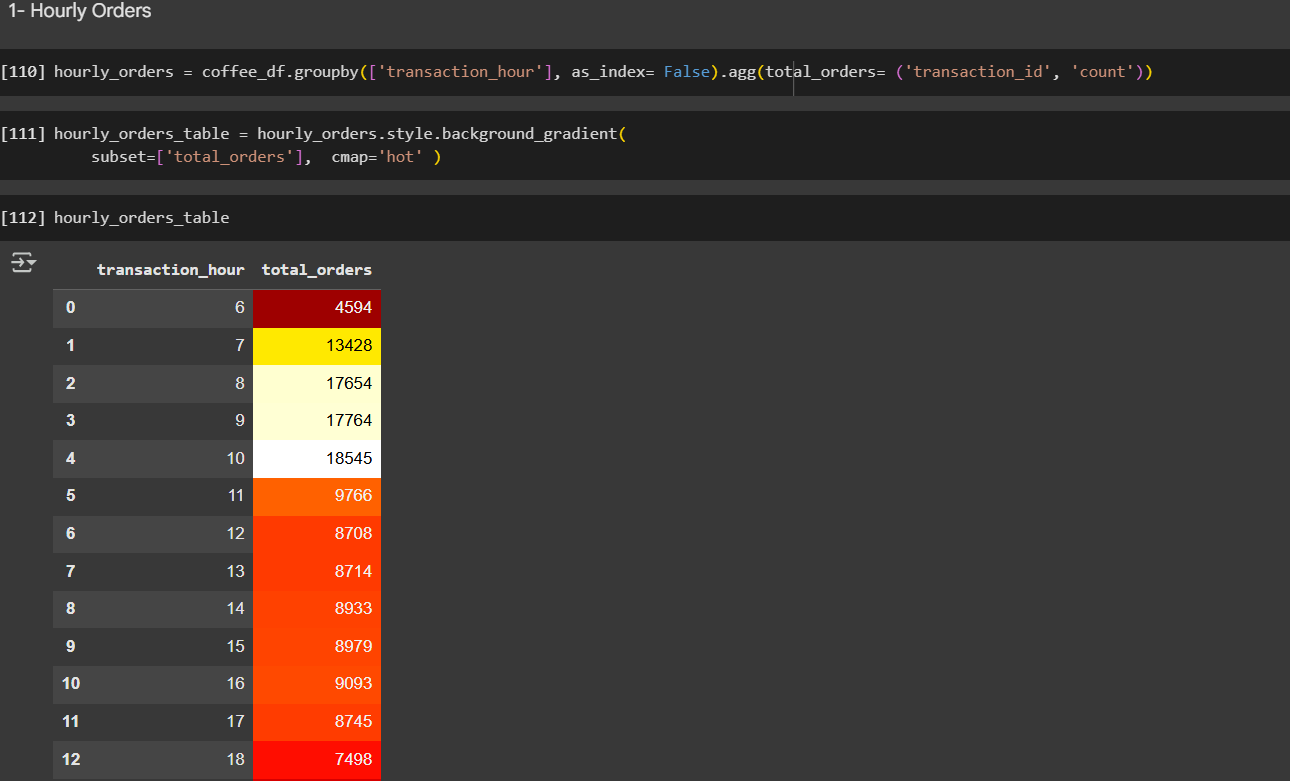 1- Hourly Orders
[110] hourly_orders = coffee_df.groupby(['transaction_hour'], as_index= False).agg(total_orders= ('transaction_id', 'count'))
[111] hourly_orders_table = hourly_orders.style.background_gradient(
subset=['total_orders'],  cmap='hot' )
[112] hourly_orders_table
transaction_hour total_orders
0 6 4594
1 7 13428
2 8 17654
3 9 17764
4 10 18545
5 11 9766
6 12 8708
7 13 8714
8 14 8933
9 15 8979
10 16 9093
11 17 8745
12 18 7498